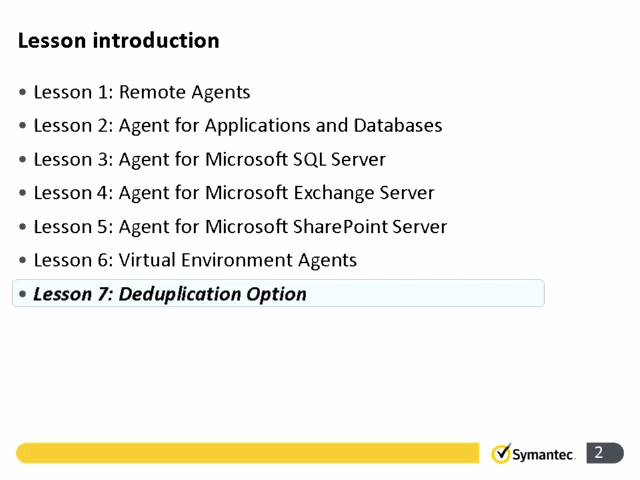 Lesson introduction
• Lesson 1: Remote Agents
• Lesson 2: Agent for Applications and Databases
• Lesson 3: Agent for Microsoft SQL Server
• Lesson 4: Agent for Microsoft Exchange Server
• Lesson 5: Agent for Microsoft SharePoint Server
• Lesson 6: Virtual Environment Agents
• Lesson 7: Deduplication Option
Symantec.
2